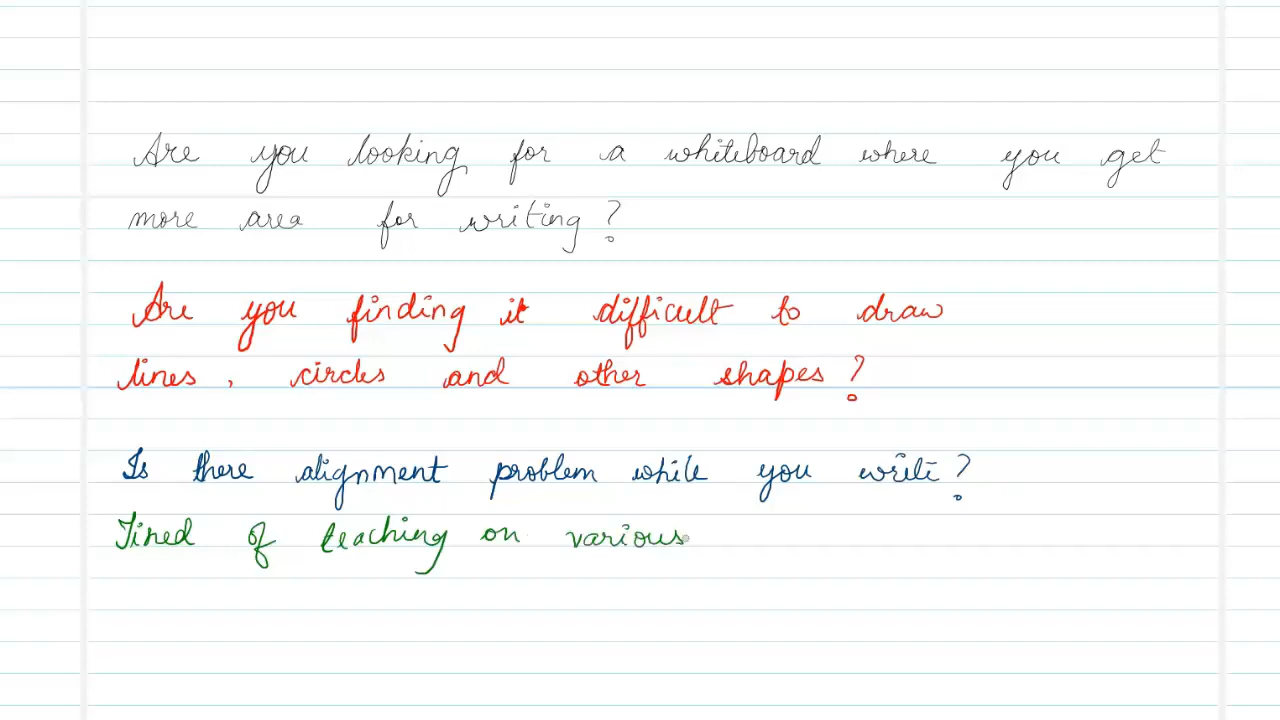 Are you looking for a whiteboard where you get
more area for writing?
Are you finding it difficult to draw
lines, circles and other shapes?
Is there alignment problem while you write?
Tired of teaching on various